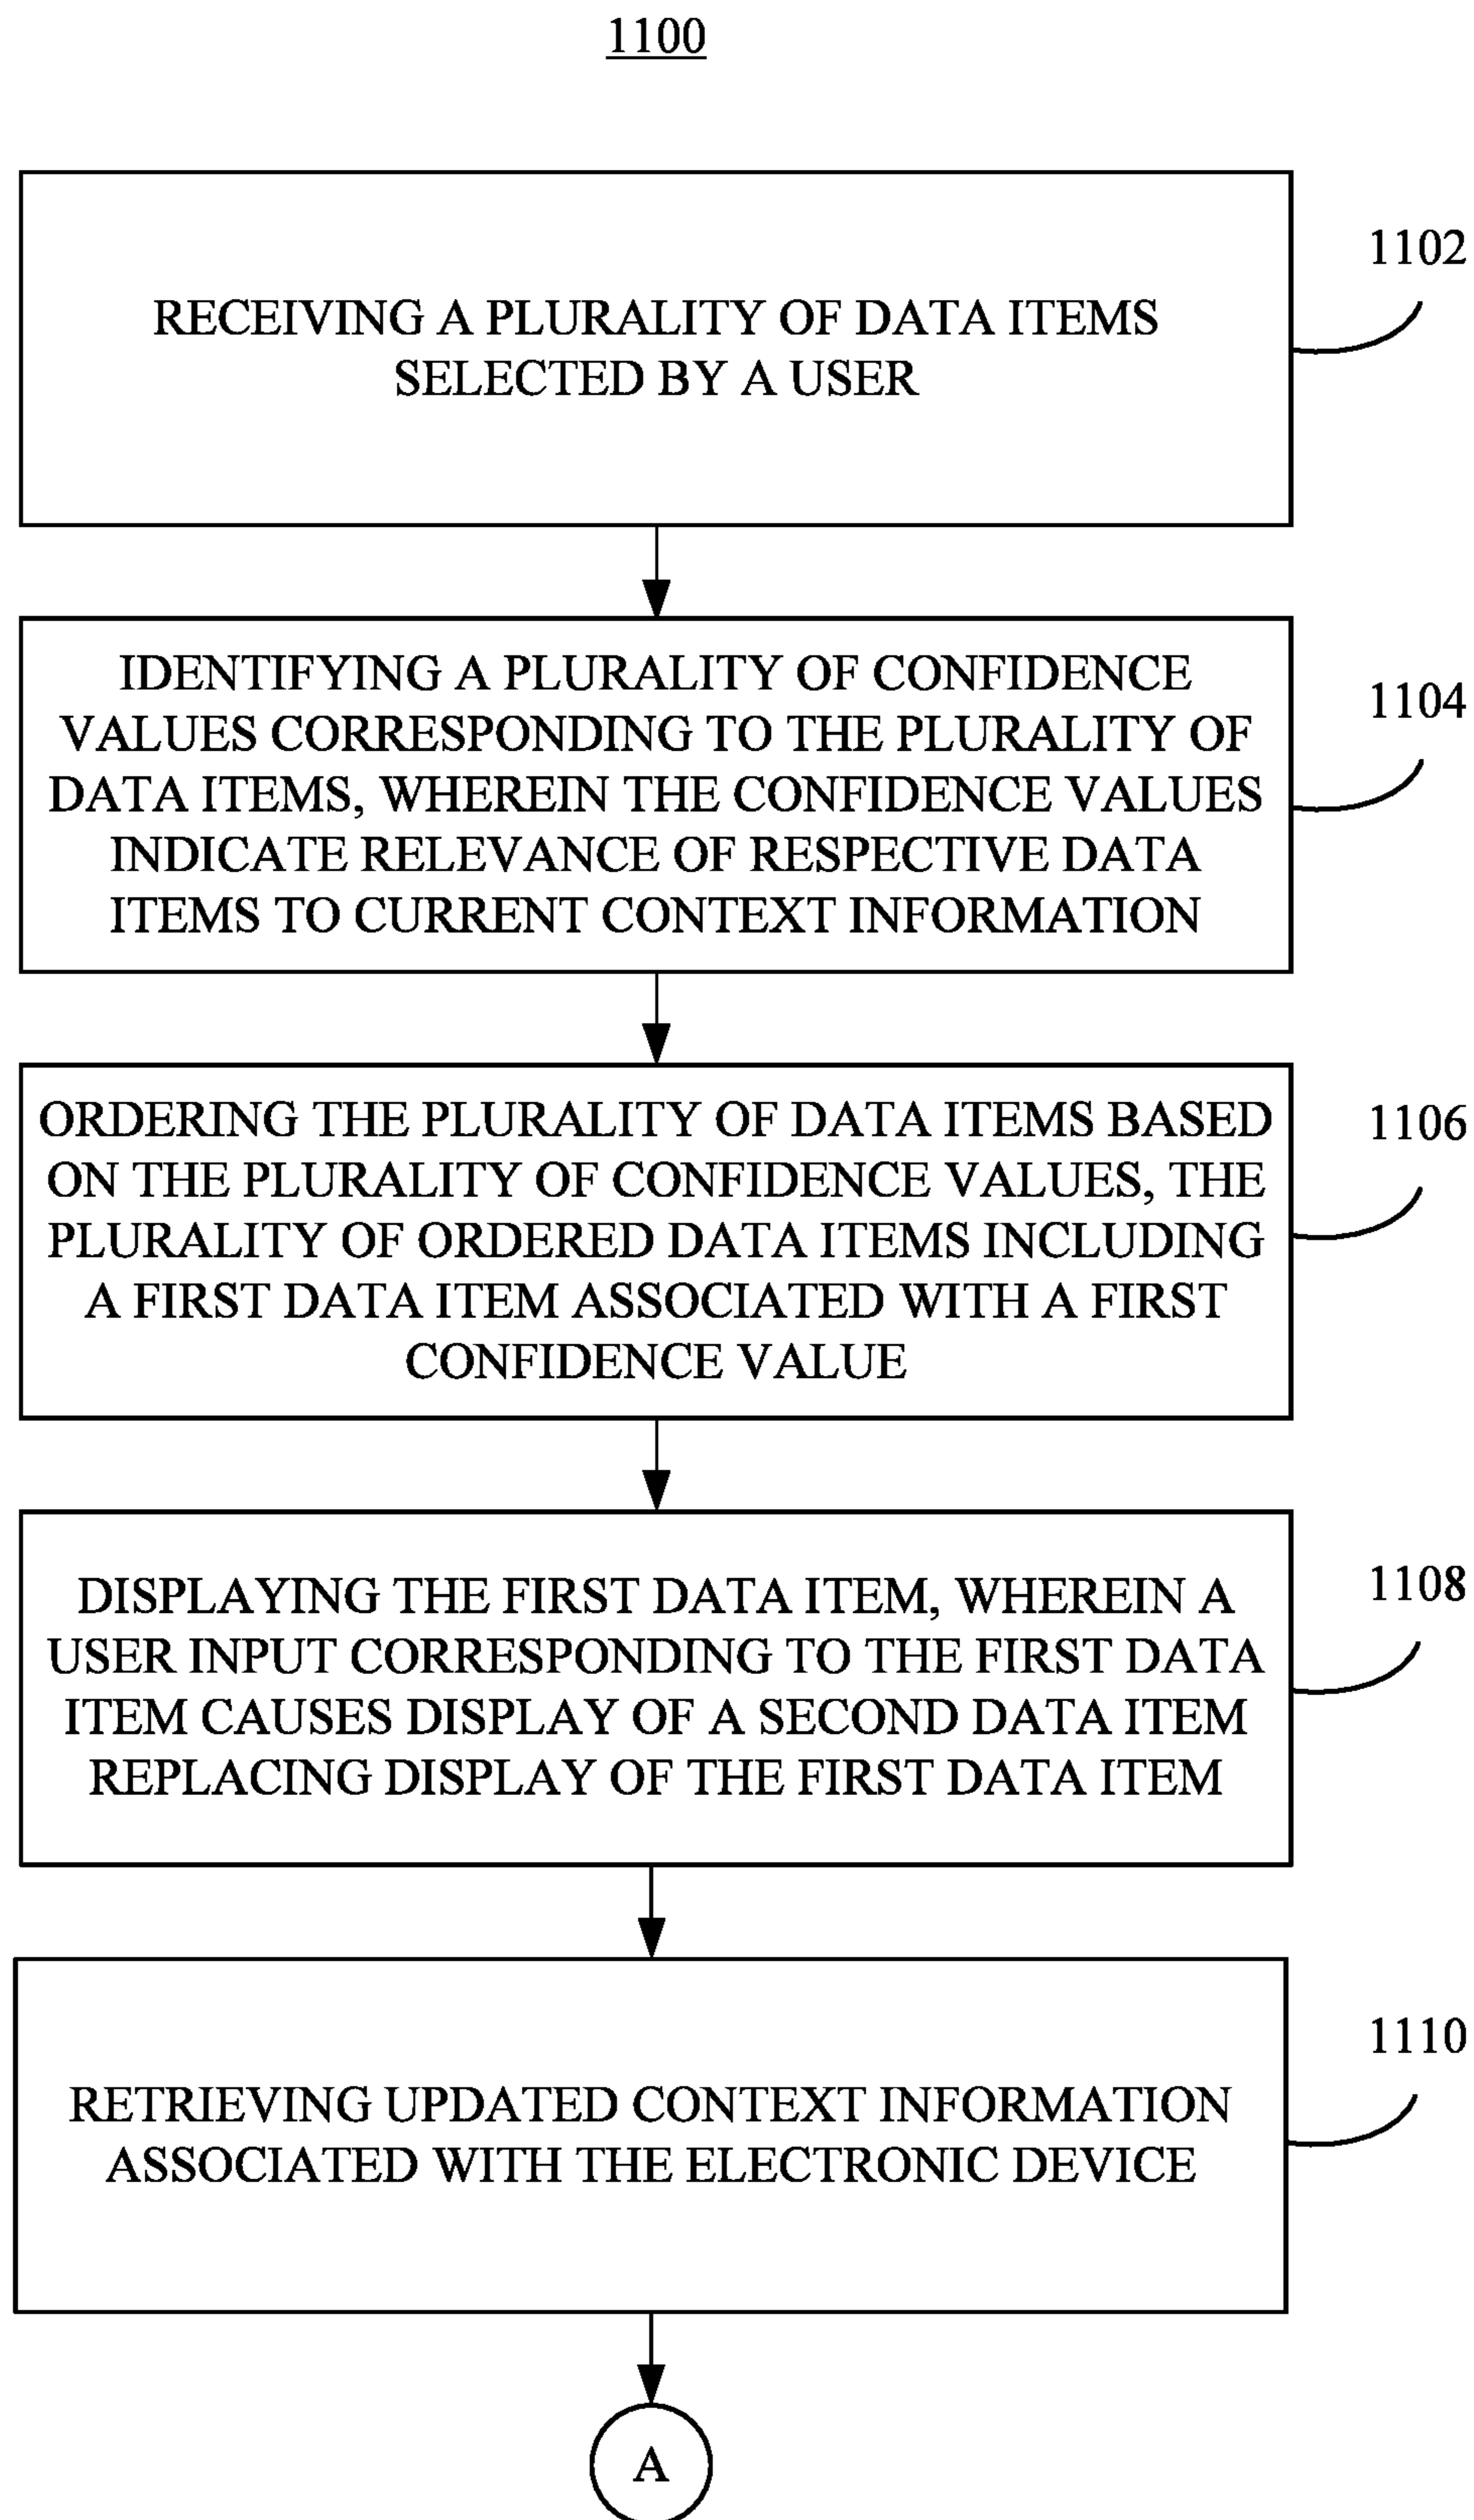 1100
1102
RECEIVING A PLURALITY OF DATA ITEMS
SELECTED BY A USER
1104
IDENTIFYING A PLURALITY OF CONFIDENCE
VALUES CORRESPONDING TO THE PLURALITY OF
DATA ITEMS, WHEREIN THE CONFIDENCE VALUES
INDICATE RELEVANCE OF RESPECTIVE DATA
ITEMS TO CURRENT CONTEXT INFORMATION
1106
ORDERING THE PLURALITY OF DATA ITEMS BASED
ON THE PLURALITY OF CONFIDENCE VALUES, THE
PLURALITY OF ORDERED DATA ITEMS INCLUDING
A FIRST DATA ITEM ASSOCIATED WITH A FIRST
CONFIDENCE VALUE
1108
DISPLAYING THE FIRST DATA ITEM, WHEREIN A
USER INPUT CORRESPONDING TO THE FIRST DATA
ITEM CAUSES DISPLAY OF A SECOND DATA ITEM
REPLACING DISPLAY OF THE FIRST DATA ITEM
1110
RETRIEVING UPDATED CONTEXT INFORMATION
ASSOCIATED WITH THE ELECTRONIC DEVICE
A